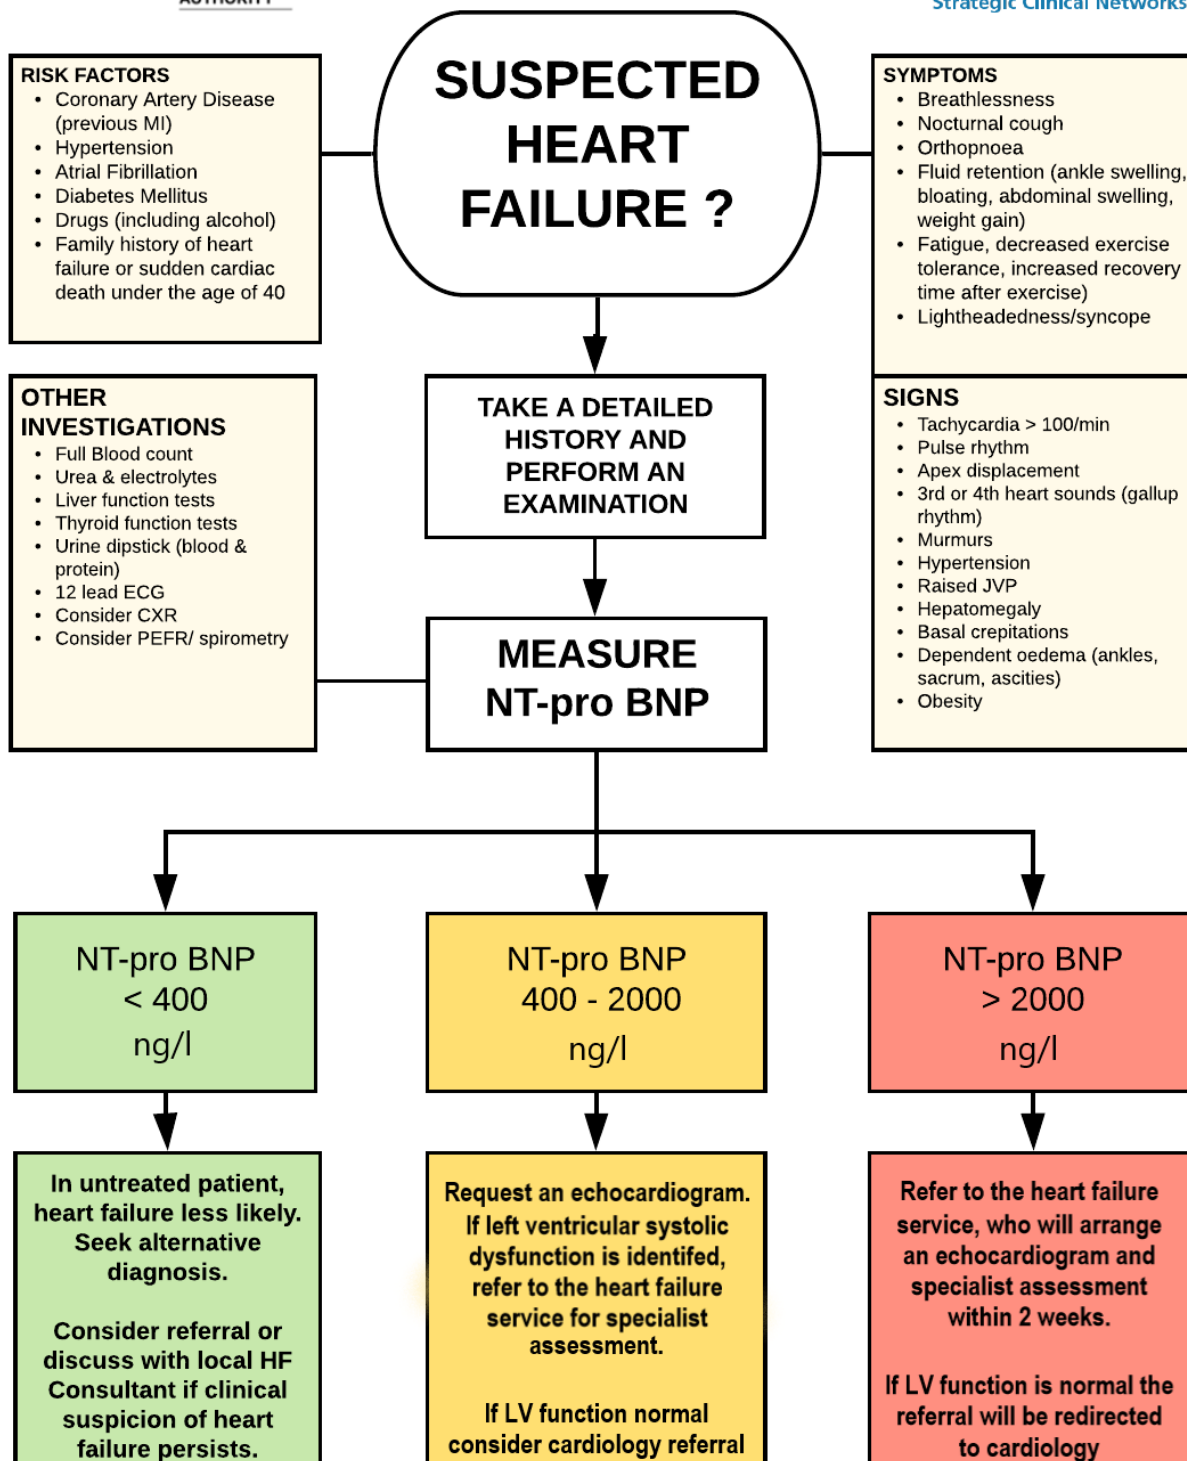 AUTHORITY
Strategic Clinical Networks
SUSPECTED
HEART
FAILURE ?
RISK FACTORS
• Coronary Artery Disease
(previous MI)
• Hypertension
• Atrial Fibrillation
• Diabetes Mellitus
• Drugs (including alcohol)
• Family history of heart
failure or sudden cardiac
death under the age of 40
SYMPTOMS
• Breathlessness
• Nocturnal cough
• Orthopnoea
• Fluid retention (ankle swelling,
bloating, abdominal swelling,
weight gain)
• Fatigue, decreased exercise
tolerance, increased recovery
time after exercise)
• Lightheadedness/syncope
OTHER
INVESTIGATIONS
• Full Blood count
• Urea & electrolytes
• Liver function tests
• Thyroid function tests
• Urine dipstick (blood &
protein)
• 12 lead ECG
• Consider CXR
• Consider PEFR/ spirometry
TAKE A DETAILED
HISTORY AND
PERFORM AN
EXAMINATION
SIGNS
• Tachycardia > 100/min
• Pulse rhythm
• Apex displacement
• 3rd or 4th heart sounds (gallup
rhythm)
• Murmurs
• Hypertension
• Raised JVP
• Hepatomegaly
• Basal crepitations
• Dependent oedema (ankles,
sacrum, ascities)
• Obesity
MEASURE
NT-pro BNP
NT-pro BNP
< 400
ng/l
NT-pro BNP
400 - 2000
ng/l
NT-pro BNP
> 2000
ng/l
In untreated patient,
heart failure less likely.
Seek alternative
diagnosis.
Consider referral or
discuss with local HF
Consultant if clinical
suspicion of heart
failure persists.
Request an echocardiogram.
If left ventricular systolic
dysfunction is identifed,
refer to the heart failure
service for specialist
assessment.
If LV function normal
consider cardiology referral
Refer to the heart failure
service, who will arrange
an echocardiogram and
specialist assessment
within 2 weeks.
If LV function is normal the
referral will be redirected
to cardiology